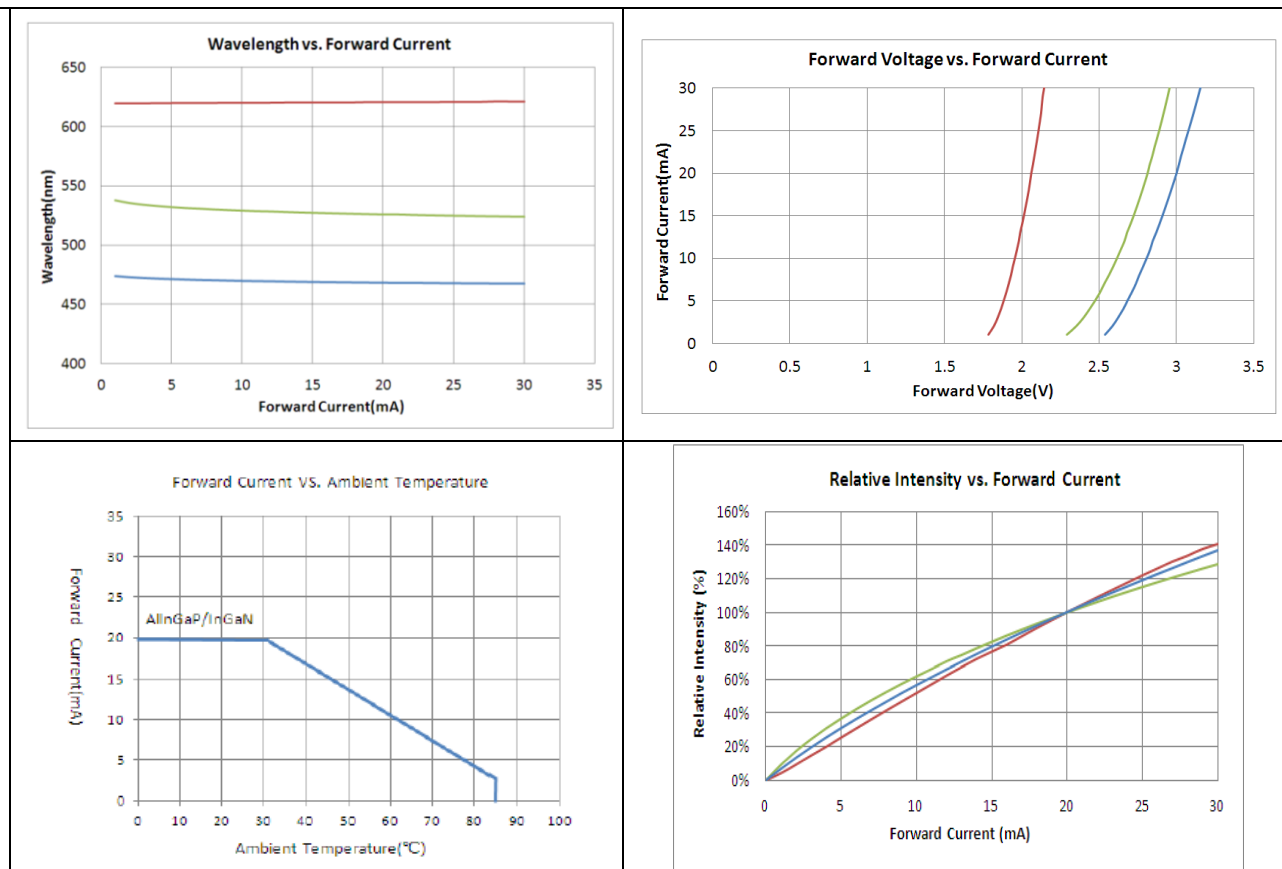 Wavelength vs. Forward Current
650
600
550
500
450
400
Wavelength(nm)
0 5 10 15 20 25 30 35
Forward Current(mA)
Forward Voltage vs. Forward Current
30
25
20
15
10
5
0
Forward Current(mA)
0 0.5 1 1.5 2 2.5 3 3.5
Forward Voltage(V)
Forward Current VS. Ambient Temperature
35
30
25
20
15
10
5
0
Forward Current(mA)
AlInGaP/InGaN
0 10 20 30 40 50 60 70 80 90 100
Ambient Temperature(℃)
Relative Intensity vs. Forward Current
160%
140%
120%
100%
80%
60%
40%
20%
0%
Relative Intensity (%)
0 5 10 15 20 25 30
Forward Current (mA)